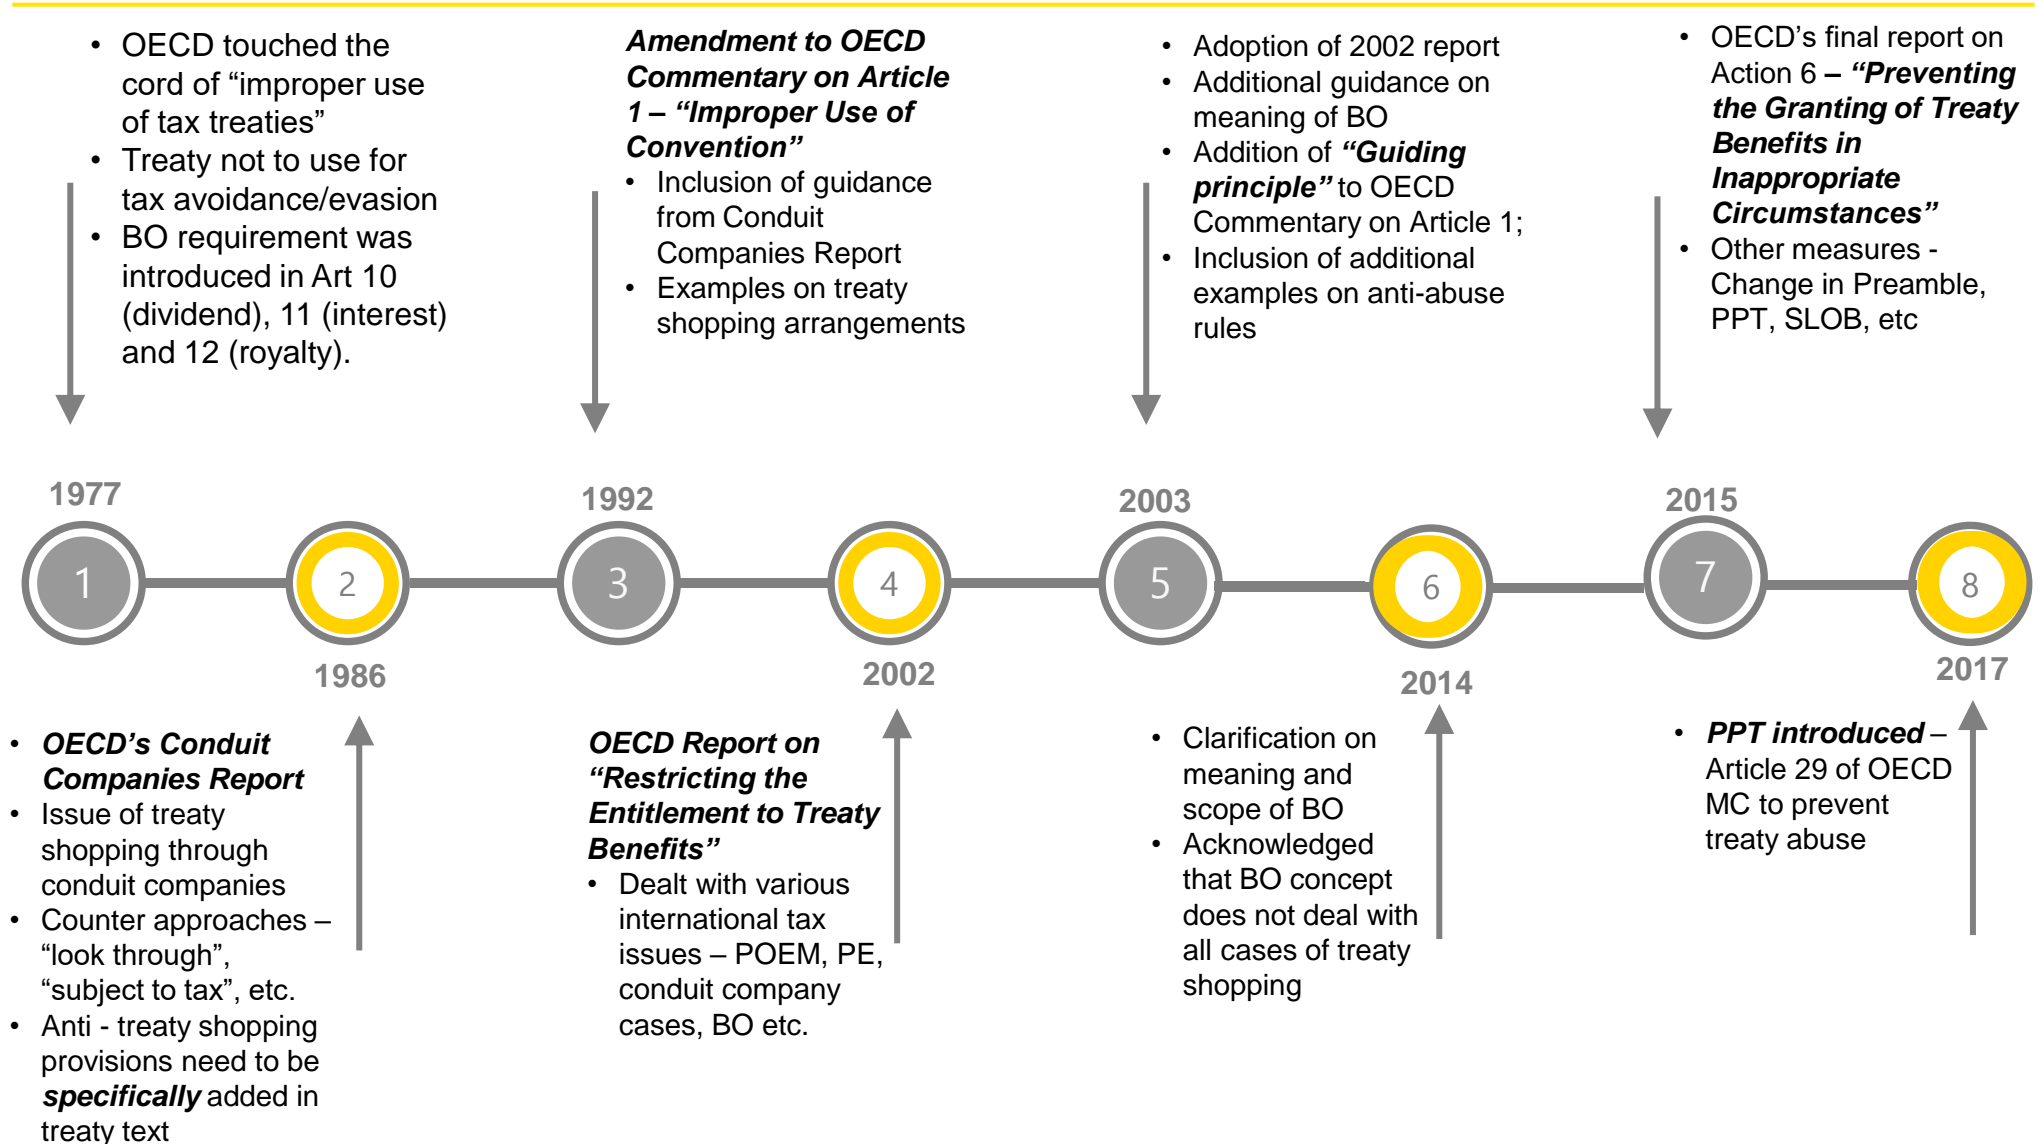 • OECD touched the
cord of “improper use
of tax treaties”
• Treaty not to use for
tax avoidance/evasion
• BO requirement was
introduced in Art 10
(dividend), 11 (interest)
and 12 (royalty).
Amendment to OECD
Commentary on Article
1 – “Improper Use of
Convention”
• Inclusion of guidance
from Conduit
Companies Report
• Examples on treaty
shopping arrangements
• Adoption of 2002 report
• Additional guidance on
meaning of BO
• Addition of “Guiding
principle” to OECD
Commentary on Article 1;
• Inclusion of additional
examples on anti-abuse
rules
• OECD’s final report on
Action 6 – “Preventing
the Granting of Treaty
Benefits in
Inappropriate
Circumstances”
• Other measures -
Change in Preamble,
PPT, SLOB, etc
1977
1992
2003
2015
1
2
3
4
5
6
7
8
1986
2002
2014
2017
• OECD’s Conduit
Companies Report
• Issue of treaty
shopping through
conduit companies
• Counter approaches –
“look through”,
“subject to tax”, etc.
• Anti - treaty shopping
provisions need to be
specifically added in
treaty text
OECD Report on
“Restricting the
Entitlement to Treaty
Benefits”
• Dealt with various
international tax
issues – POEM, PE,
conduit company
cases, BO etc.
• Clarification on
meaning and
scope of BO
• Acknowledged
that BO concept
does not deal with
all cases of treaty
shopping
• PPT introduced –
Article 29 of OECD
MC to prevent
treaty abuse